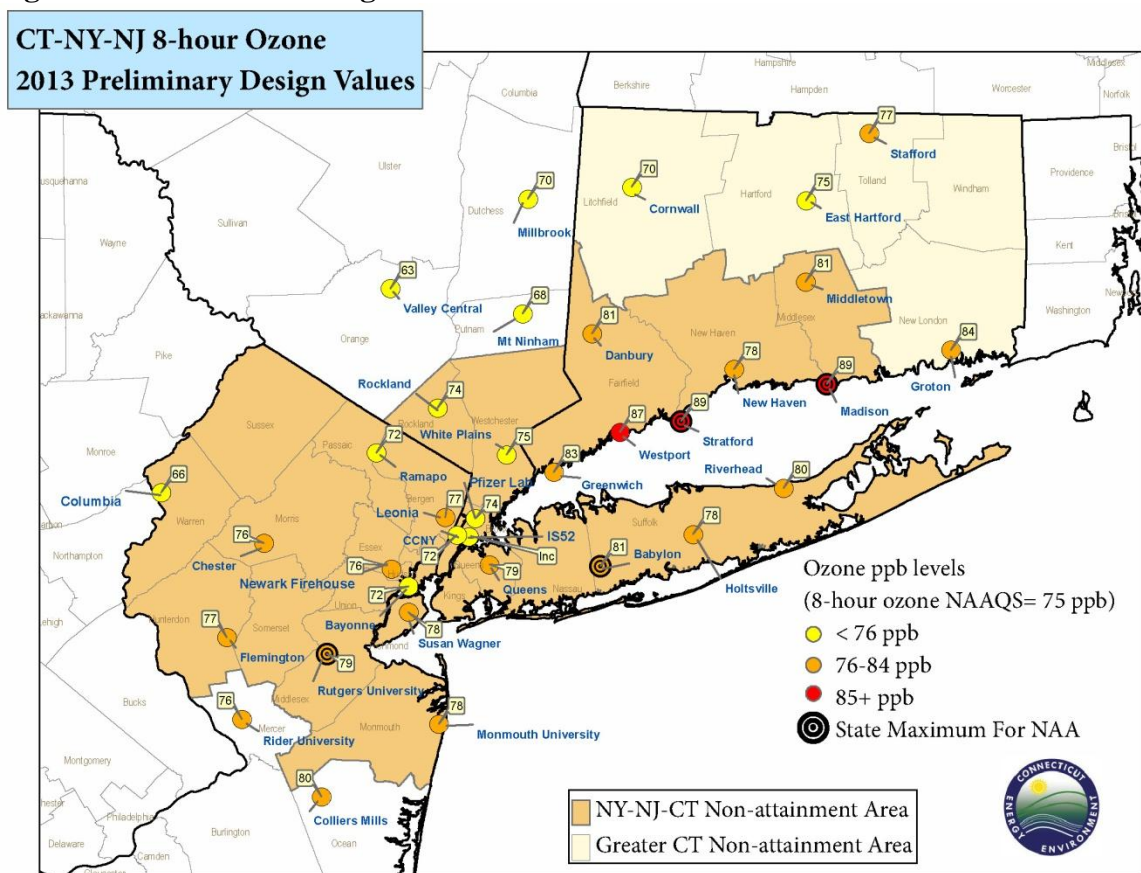 CT-NY-NJ 8-hour Ozone
2013 Preliminary Design Values
Columbia
Berkshire
Hampshire
Hampden
Worcester
Middlesex
Norfolk
Ulster
Sullivan
Wayne
Pike
Monroe
Northampton
Bucks
Montgomery
Philadelphia
Delaware
Camden
Burlington
Ocean
Mercer
Monmouth
Middlesex
Somerset
Union
Essex
Morris
Warren
Sussex
Passaic
Bergen
Rockland
Westchester
Orange
Putnam
Dutchess
Litchfield
Hartford
Tolland
Windham
Providence
Bristol
Kent
Washington
New London
Middlesex
New Haven
Fairfield
Suffolk
Nassau
Kings
77
Stafford
70
Cornwall
75
East Hartford
70
Millbrook
63
Valley Central
68
Mt Ninham
81
Middletown
81
Danbury
84
Groton
78
New Haven
89
Madison
89
Stratford
87
Westport
83
Greenwich
80
Riverhead
78
Holtsville
81
Babylon
79
Queens
Rockland
74
White Plains
75
72
Ramapo
Pfizer Lab
74
77
Leonia
IS52
CCNY
72
Inc
66
Columbia
76
Chester
76
Newark Firehouse
72
Bayonne
78
Susan Wagner
77
Flemington
79
Rutgers University
76
Rider University
78
Monmouth University
80
Colliers Mills
Ozone ppb levels
(8-hour ozone NAAQS= 75 ppb)
< 76 ppb
76-84 ppb
85+ ppb
State Maximum For NAA
NY-NJ-CT Non-attainment Area
Greater CT Non-attainment Area
CONNECTICUT
ENERGY
ENVIRONMENT